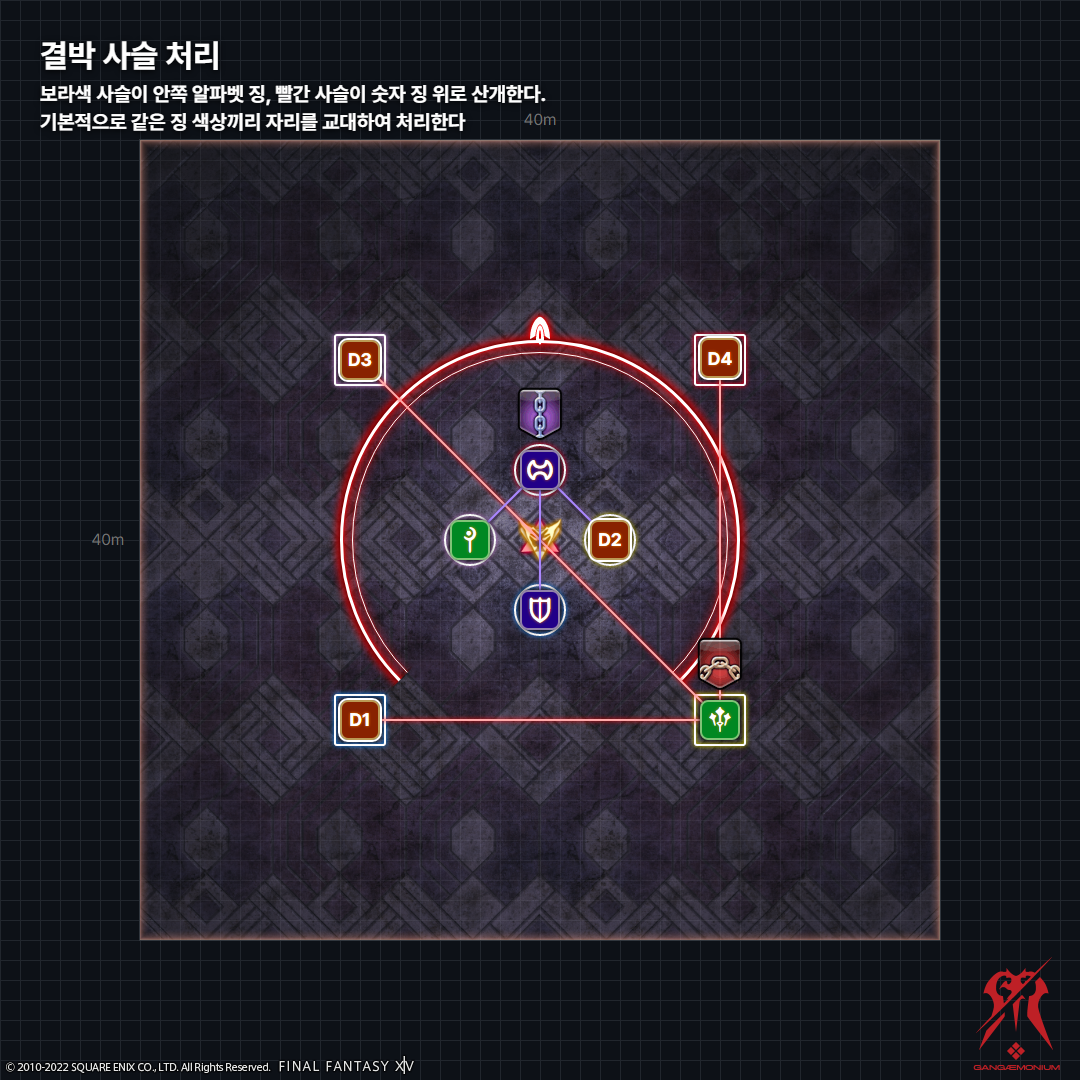 결박 사슬 처리
보라색 사슬이 안쪽 알파벳 징, 빨간 사슬이 숫자 징 위로 산개한다.
기본적으로 같은 징 색상끼리 자리를 교대하여 처리한다
40m
D3
D4
40m
D2
D1
GANGÆMONIUM
© 2010-2022 SQUARE ENIX CO., LTD. All Rights Reserved. FINAL FANTASY XIV